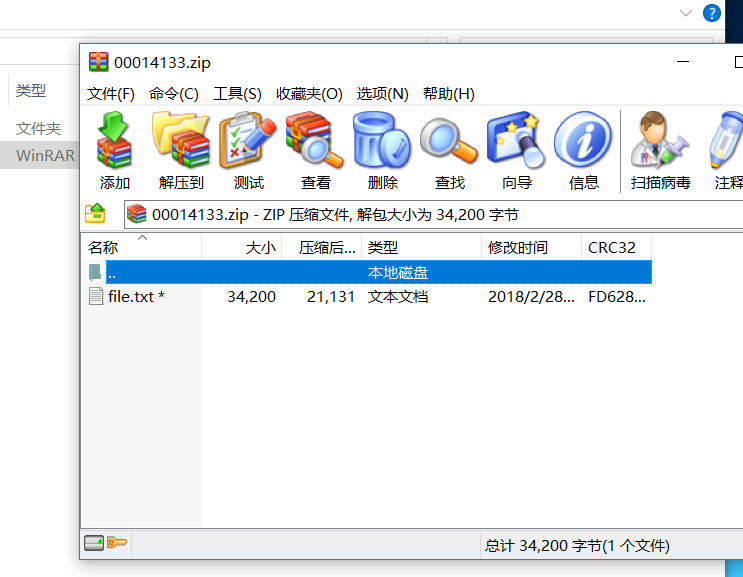 ?
00014133.zip
文件(F) 命令(C) 工具(S) 收藏夹(O) 选项(N) 帮助(H)
类型
文件夹
WinRAR
添加 解压到 测试 查看 删除 查找 向导 信息 扫描病毒 注释
00014133.zip - ZIP 压缩文件, 解包大小为 34,200 字节
名称 大小 压缩后... 类型 修改时间 CRC32
.. 本地磁盘
file.txt * 34,200 21,131 文本文档 2018/2/28... FD628...
总计 34,200 字节(1 个文件)